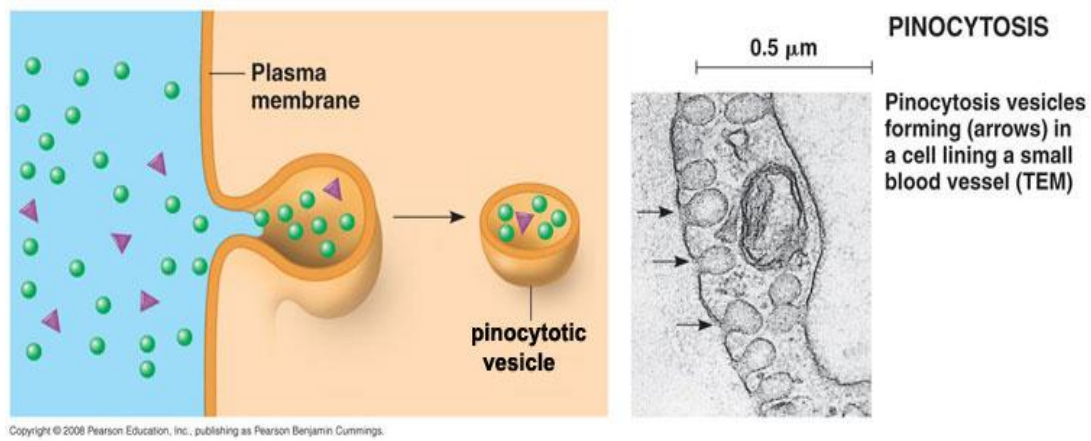 PINOCYTOSIS
0.5 μm
Plasma
membrane
Pinocytosis vesicles
forming (arrows) in
a cell lining a small
blood vessel (TEM)
pinocytotic
vesicle
Copyright © 2008 Pearson Education, Inc., publishing as Pearson Benjamin Cummings.